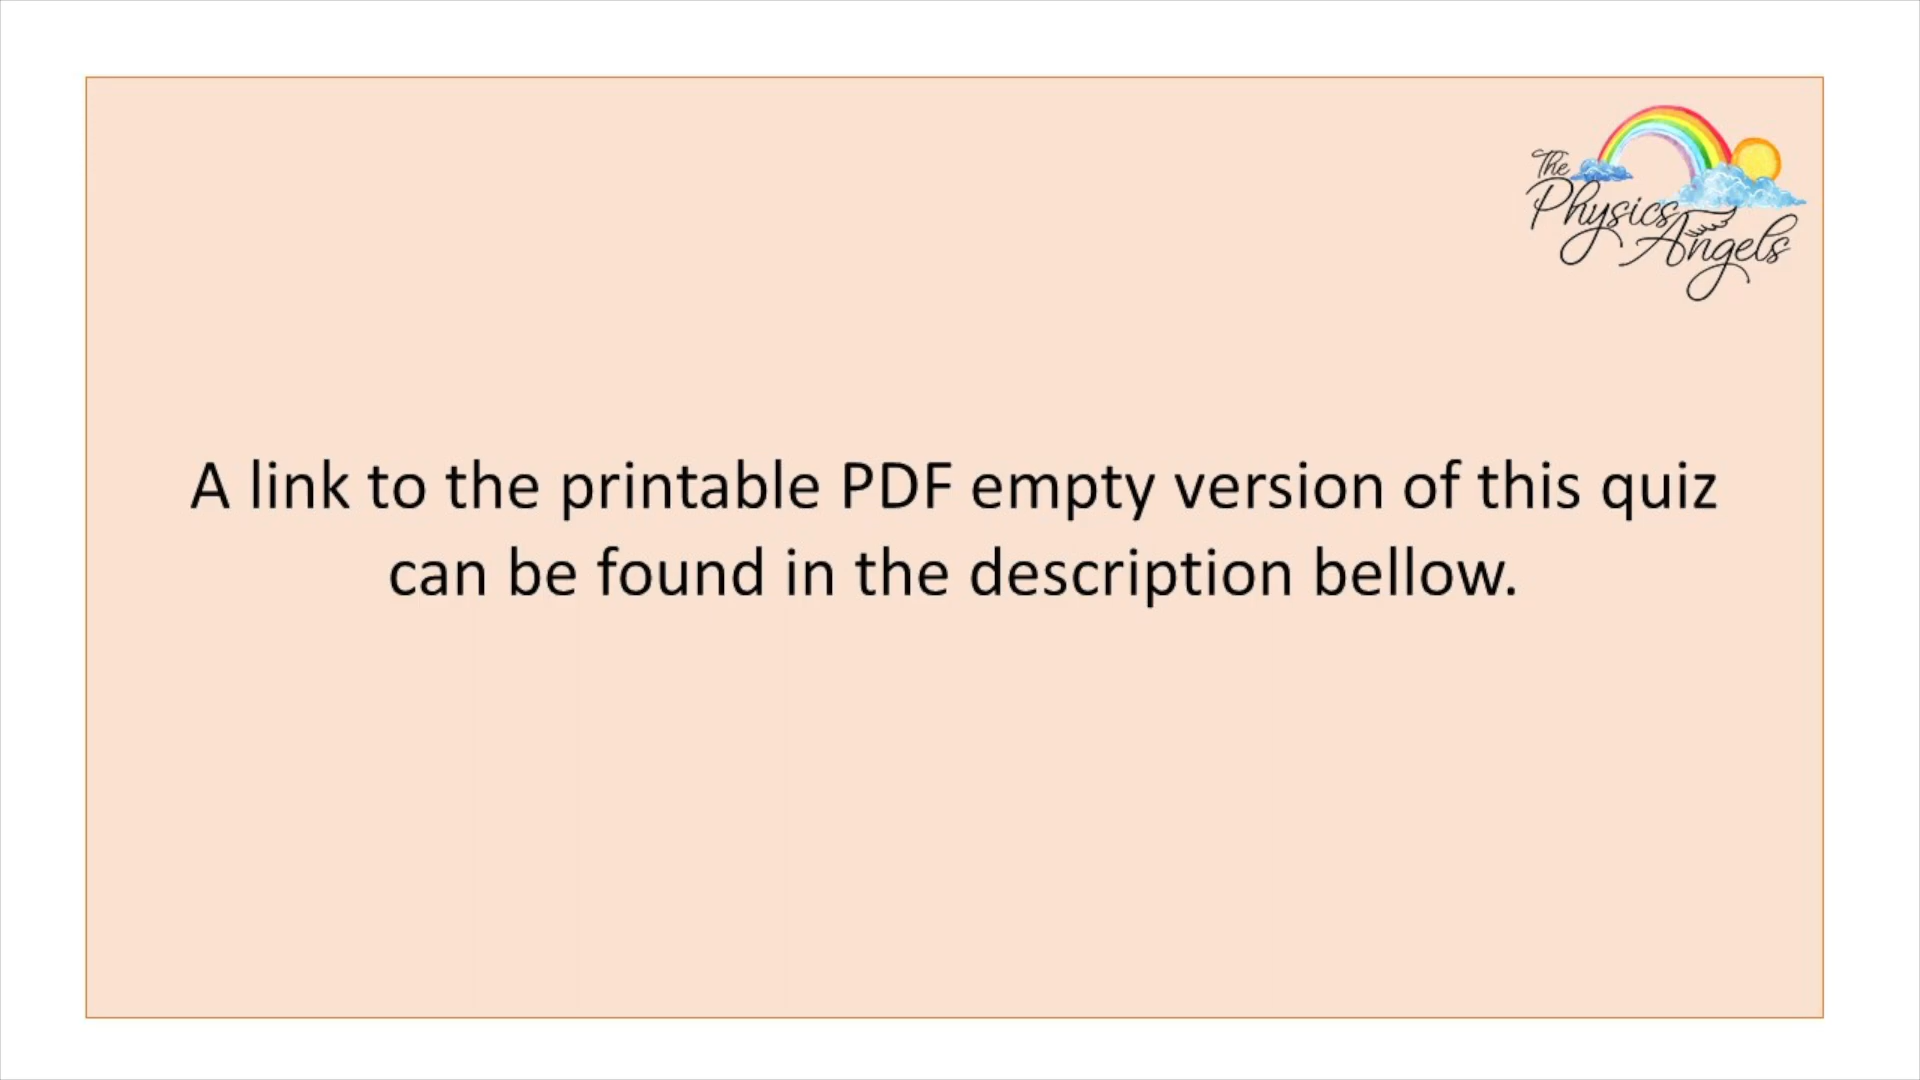 The
Physics
Angels
A link to the printable PDF empty version of this quiz
can be found in the description bellow.